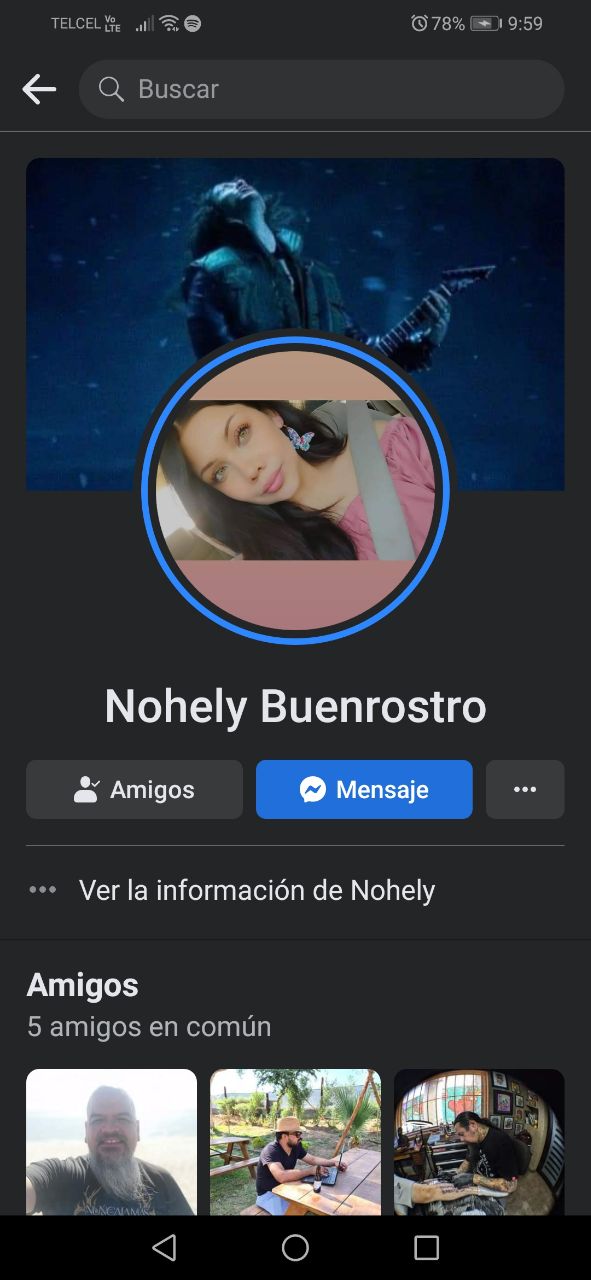 TELCEL Vo LTE 78% 9:59
Buscar
Nohely Buenrostro
Amigos Mensaje
Ver la información de Nohely
Amigos
5 amigos en común